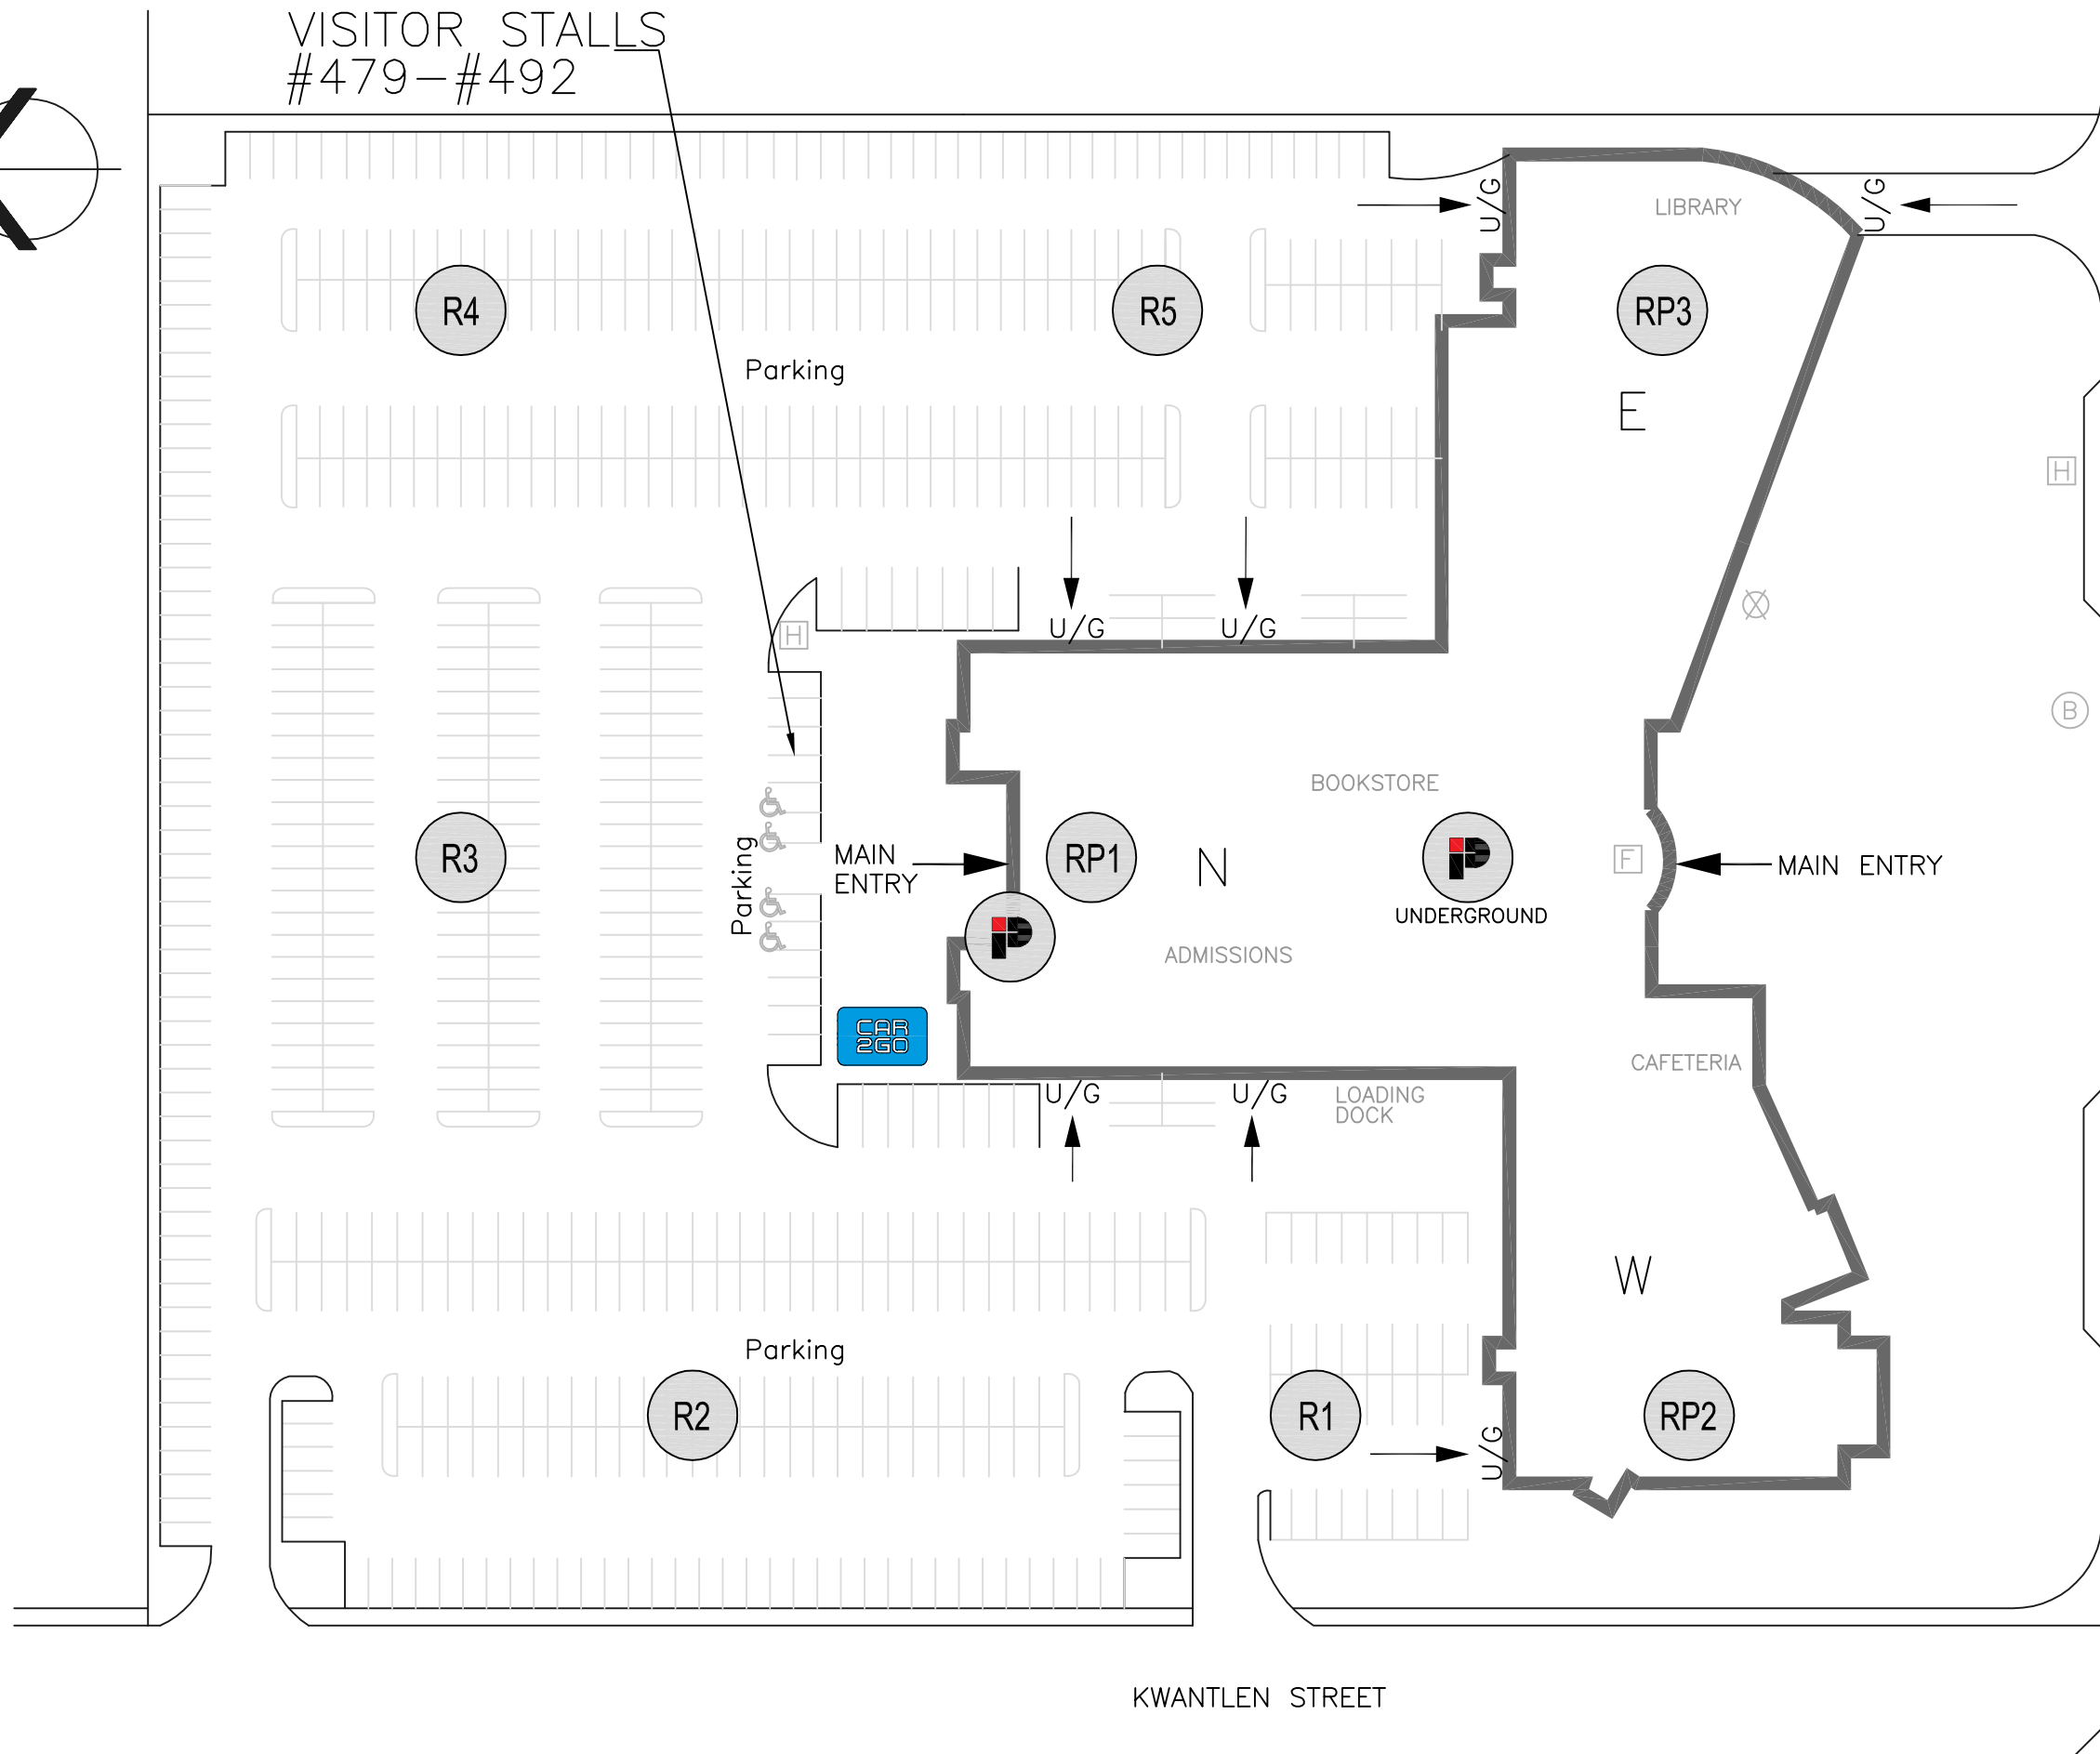 VISITOR STALLS
#479-#492
U/G
LIBRARY
U/G
R4
R5
RP3
Parking
E
H
U/G
U/G
H
B
BOOKSTORE
R3
Parking
MAIN
ENTRY
RP1
N
P
UNDERGROUND
F
MAIN ENTRY
P
ADMISSIONS
CAR
2GO
CAFETERIA
U/G
U/G
LOADING
DOCK
W
Parking
R2
R1
U/G
RP2
KWANTLEN STREET